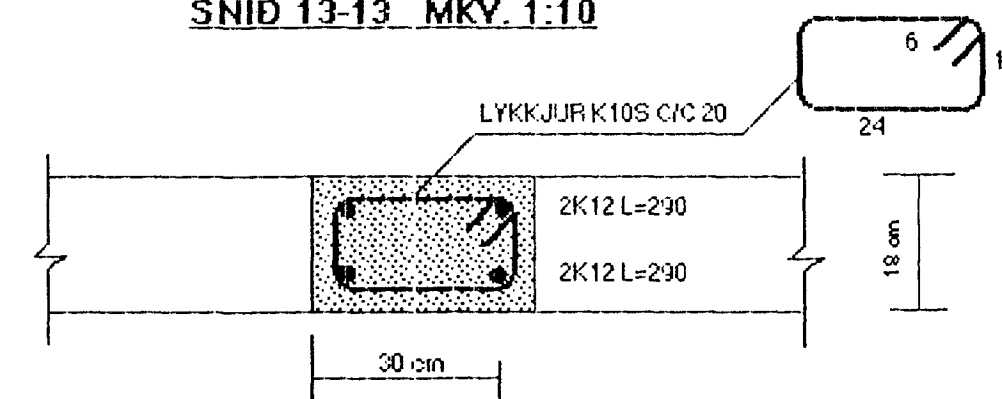 SNIÐ 13-13 MKV. 1:10
6
24
LYKKJUR K10S C/C 20
2K12 L=290
2K12 L=290
18 cm
30 cm